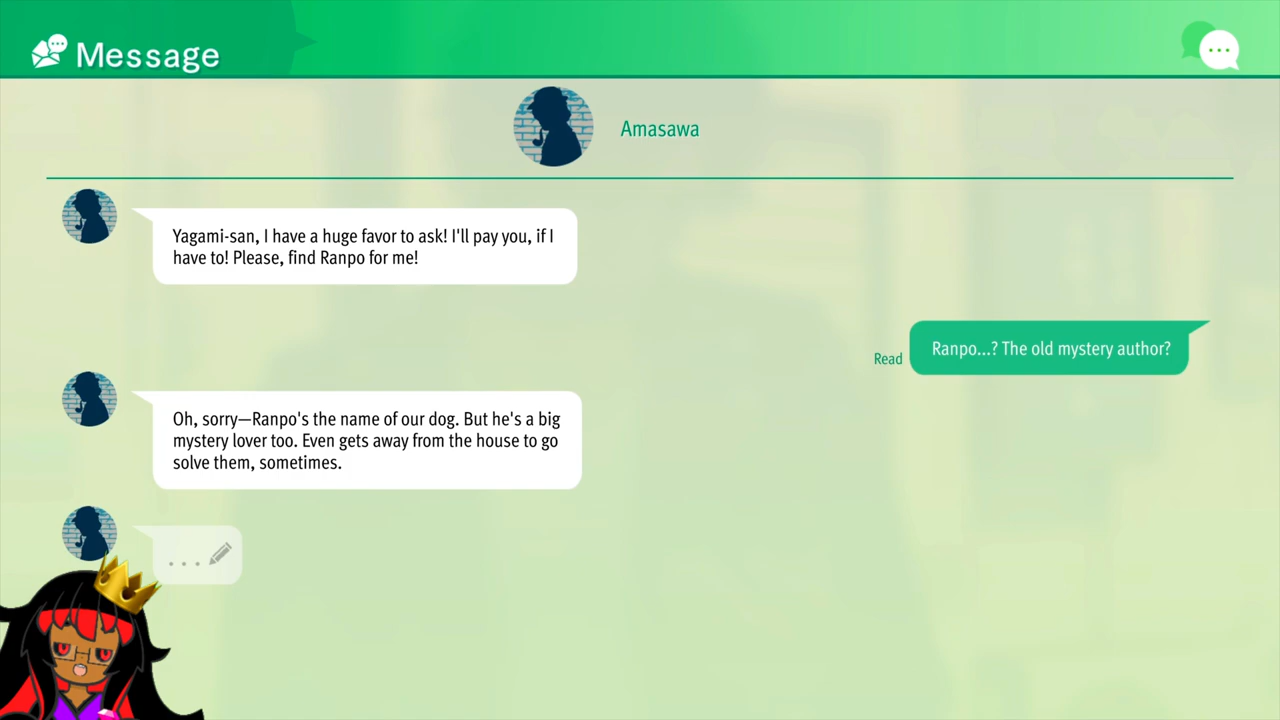 Message
Amasawa
Yagami-san, I have a huge favor to ask! I'll pay you, if I
have to! Please, find Ranpo for me!
Ranpo...? The old mystery author?
Read
Oh, sorry—Ranpo's the name of our dog. But he's a big
mystery lover too. Even gets away from the house to go
solve them, sometimes.
...